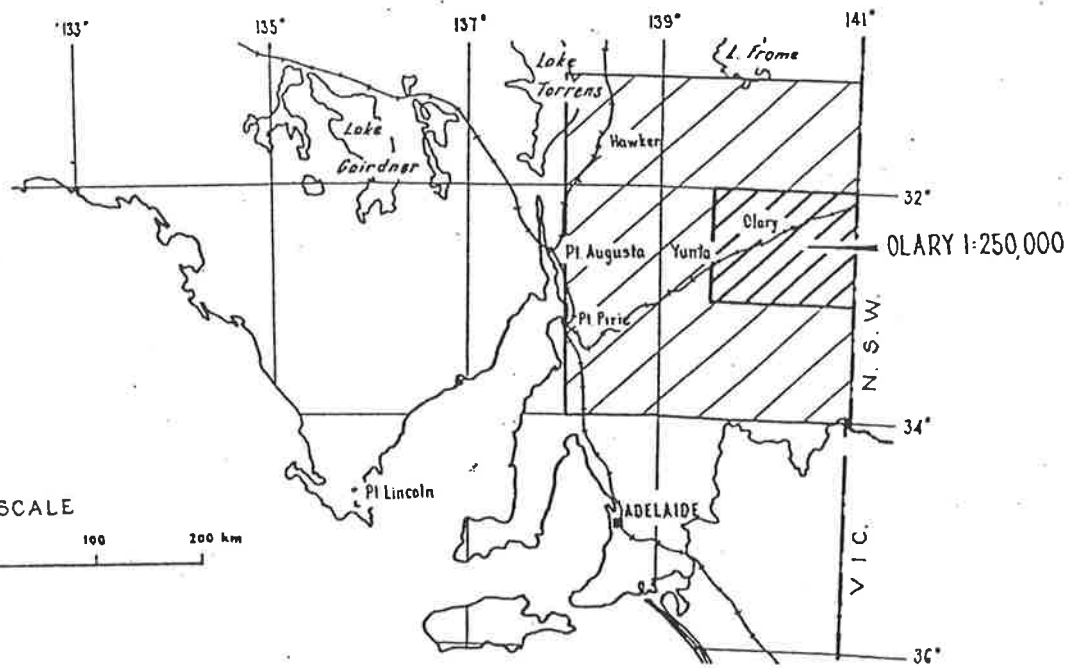 133°
135°
137°
139°
141°
L. Frome
Lake
Torrens
Lake
Gairdner
Hawker
32°
Olary
OLARY 1:250,000
Pt. Augusta
Yunta
Pt Pirie
N.S.W.
34°
Pt Lincoln
SCALE
ADELAIDE
100
200 km
VIC.
36°